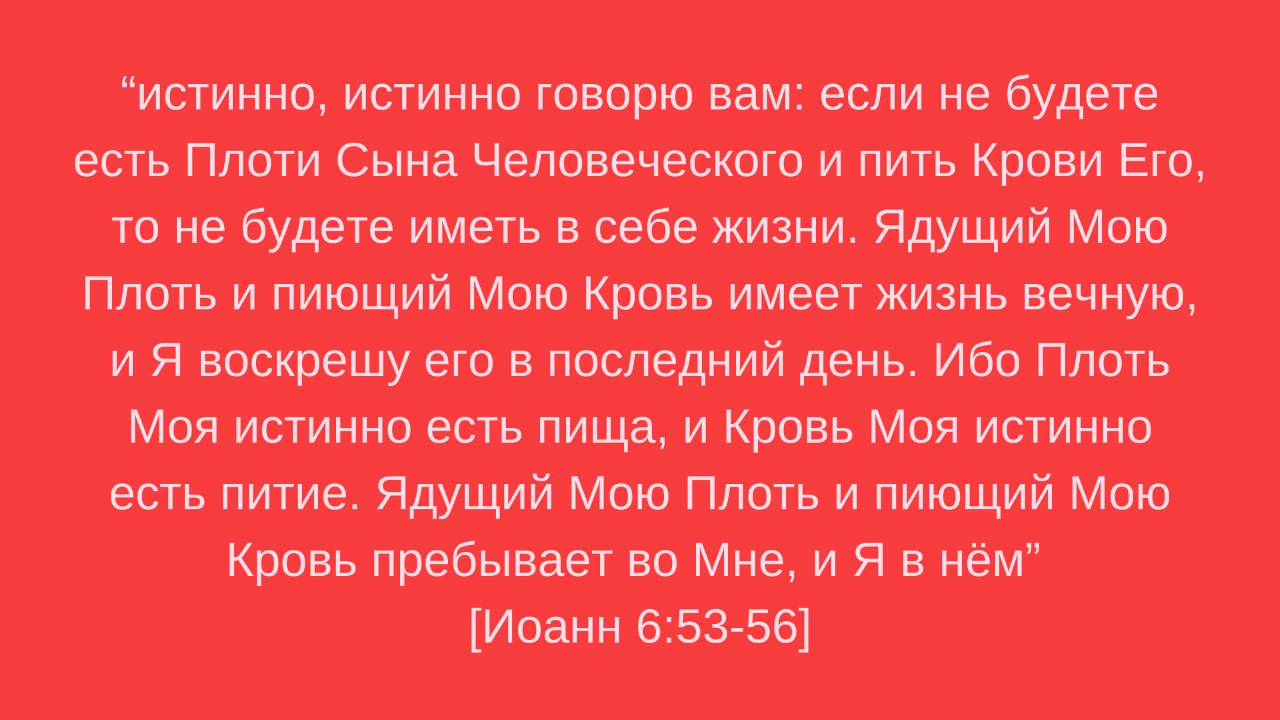 “истинно, истинно говорю вам: если не будете
есть Плоти Сына Человеческого и пить Крови Его,
то не будете иметь в себе жизни. Ядущий Мою
Плоть и пиющий Мою Кровь имеет жизнь вечную,
и Я воскрешу его в последний день. Ибо Плоть
Моя истинно есть пища, и Кровь Моя истинно
есть питие. Ядущий Мою Плоть и пиющий Мою
Кровь пребывает во Мне, и Я в нём”
[Иоанн 6:53-56]